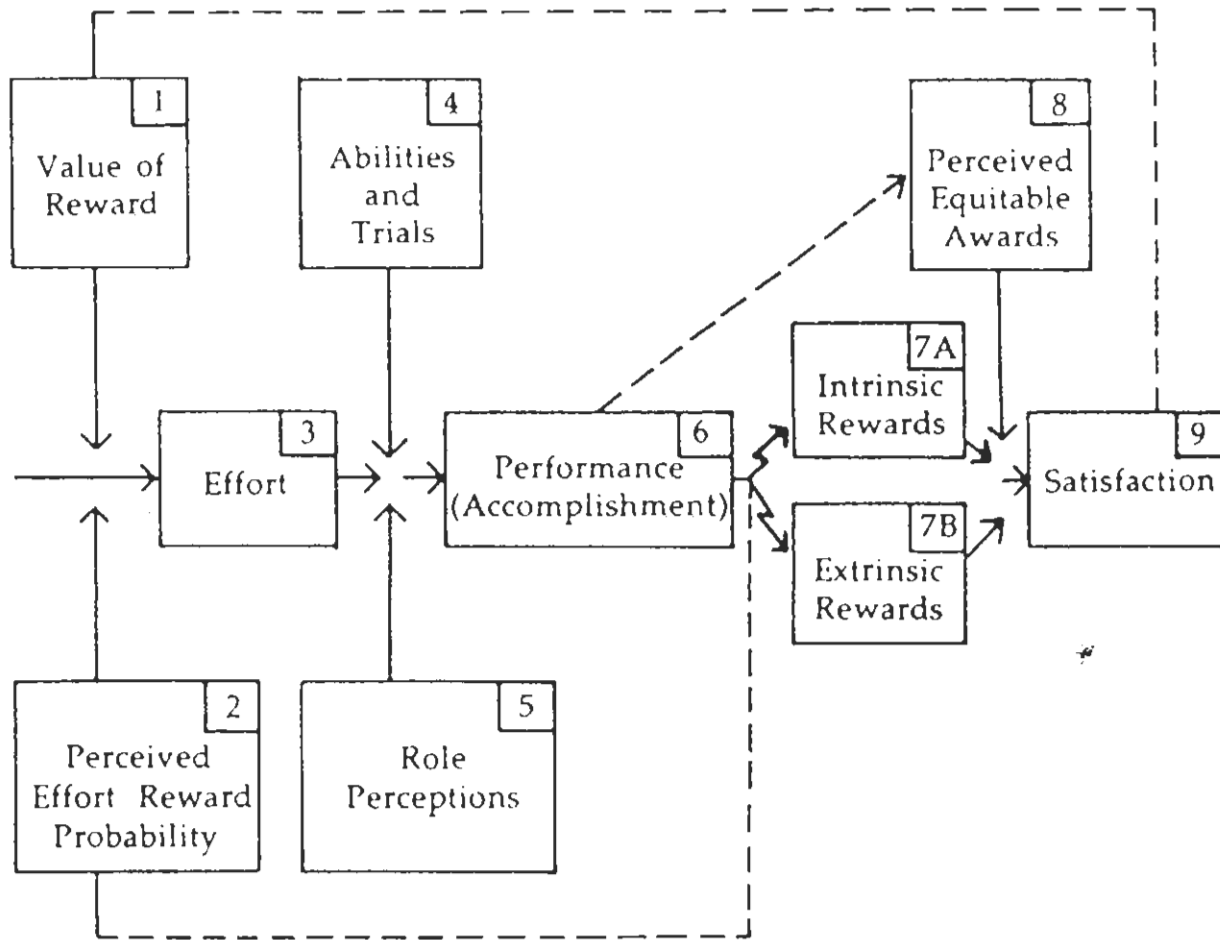 1
Value of
Reward
4
Abilities
and
Trials
8
Perceived
Equitable
Awards
3
Effort
6
Performance
(Accomplishment)
7A
Intrinsic
Rewards
7B
Extrinsic
Rewards
9
Satisfaction
2
Perceived
Effort Reward
Probability
5
Role
Perceptions